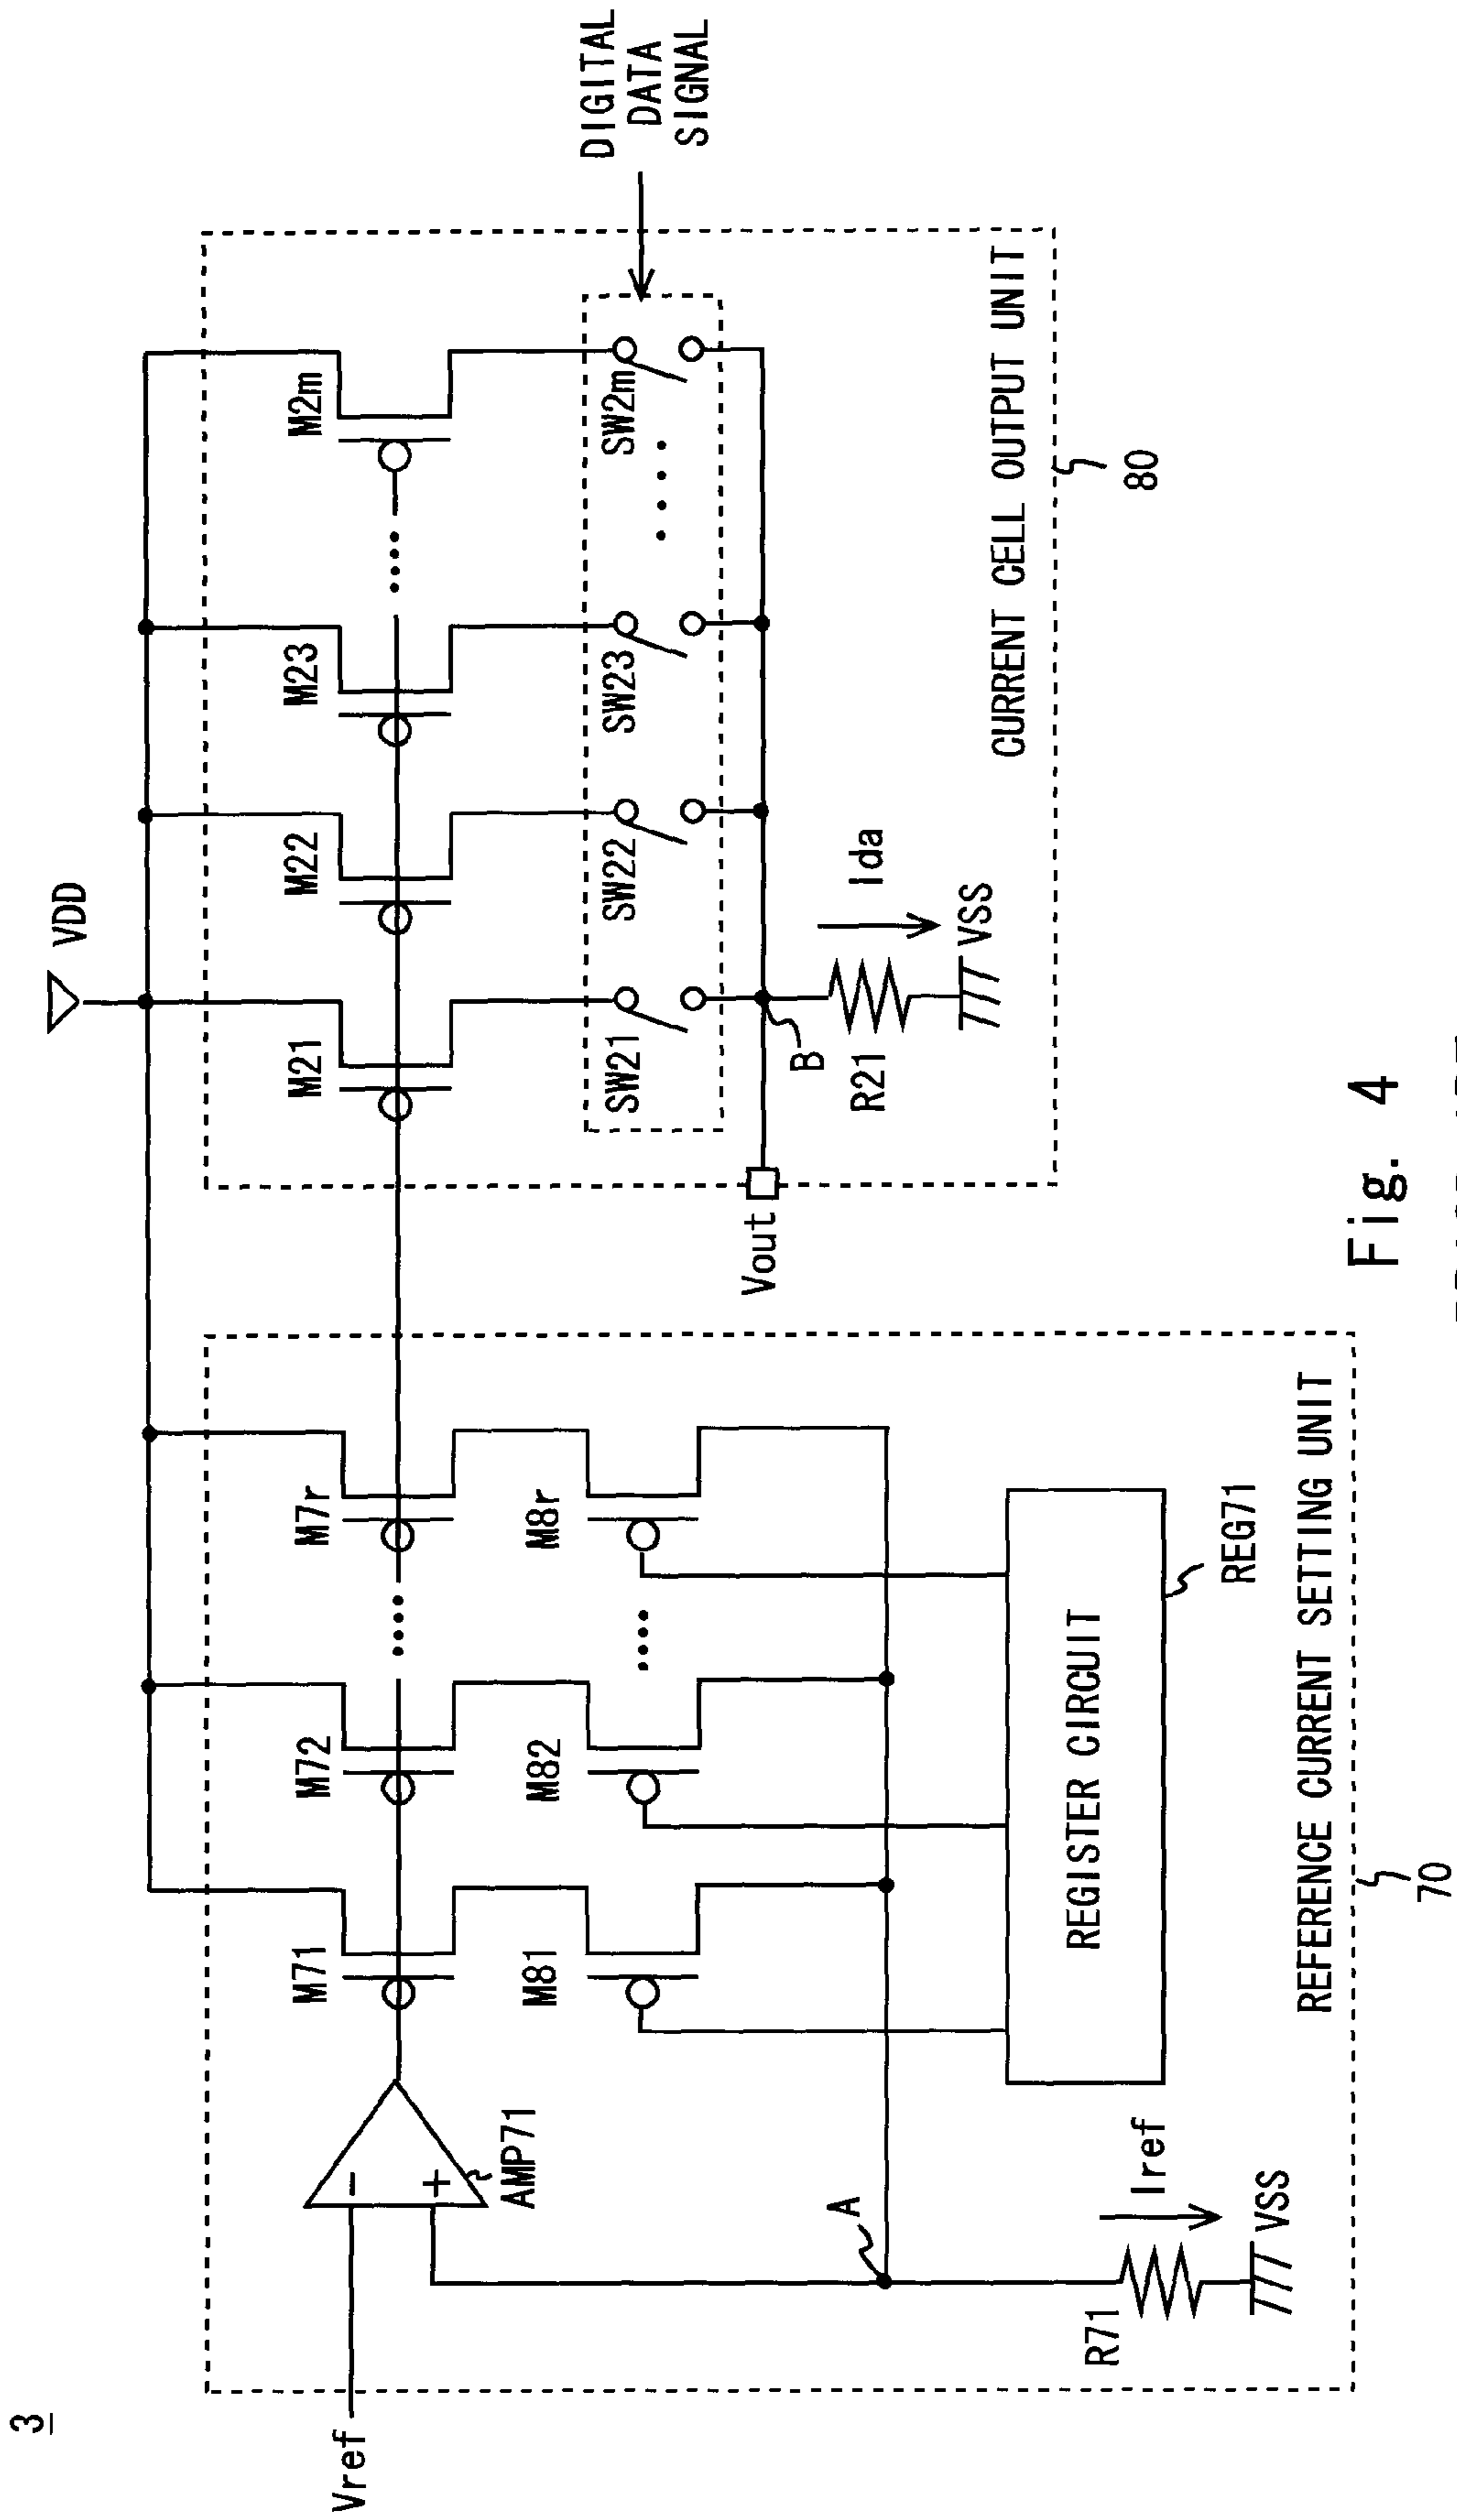 3
VDD
Vref
AMP71
−
+
M71
M72
M7r
M81
M82
M8r
A
R71
Iref
VSS
REGISTER CIRCUIT
REG71
REFERENCE CURRENT SETTING UNIT
70
M21
M22
M23
M2m
SW21
SW22
SW23
SW2m
DIGITAL
DATA
SIGNAL
Vout
B
R21
Ida
VSS
CURRENT CELL OUTPUT UNIT
80
Fig. 4